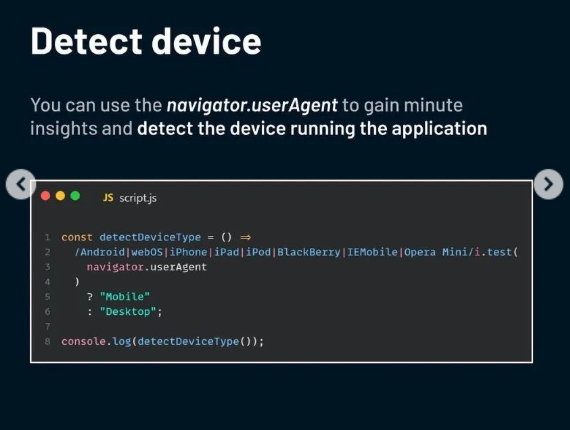 Detect device
You can use the navigator.userAgent to gain minute
insights and detect the device running the application
JS script.js
1 const detectDeviceType = () ⇒
2 /Android|webOS|iPhone|iPad|iPod|BlackBerry|IEMobile|Opera Mini/i.test(
3 navigator.userAgent
4 )
5 ? "Mobile"
6 : "Desktop";
7
8 console.log(detectDeviceType());